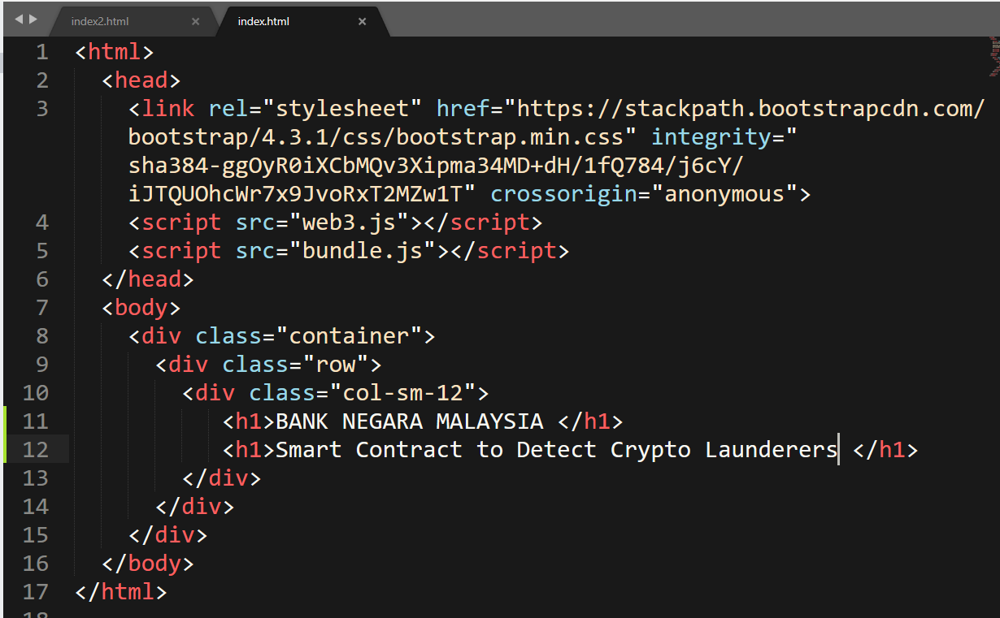 index2.html × index.html ×
1 <html>
2 <head>
3 <link rel="stylesheet" href="https://stackpath.bootstrapcdn.com/
bootstrap/4.3.1/css/bootstrap.min.css" integrity="
sha384-ggOyR0iXCbMQv3Xipma34MD+dH/1fQ784/j6cY/
iJTQUOhcWr7x9JvoRxT2MZw1T" crossorigin="anonymous">
4 <script src="web3.js"></script>
5 <script src="bundle.js"></script>
6 </head>
7 <body>
8 <div class="container">
9 <div class="row">
10 <div class="col-sm-12">
11 <h1>BANK NEGARA MALAYSIA </h1>
12 <h1>Smart Contract to Detect Crypto Launderers </h1>
13 </div>
14 </div>
15 </div>
16 </body>
17 </html>
18